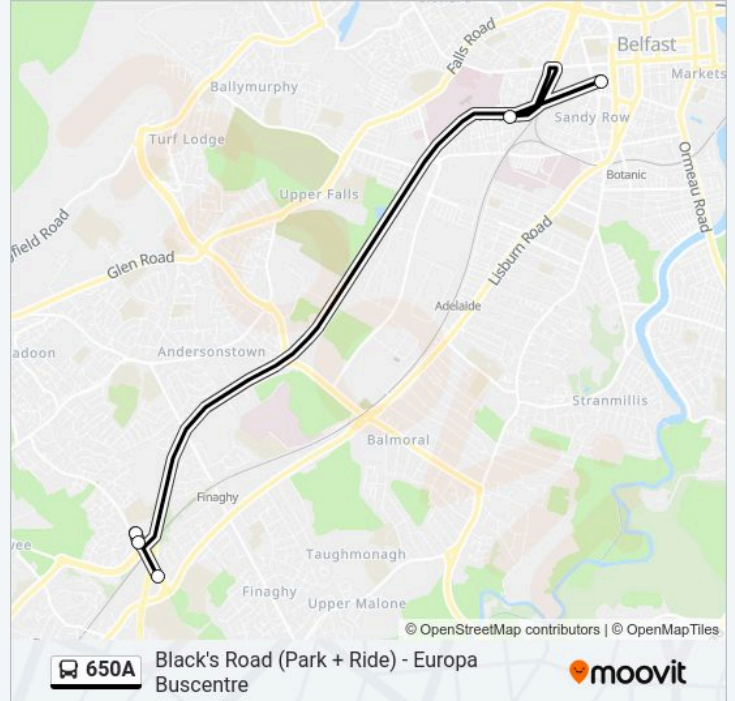 Falls Road
Belfast
Markets
Ballymurphy
Sandy Row
Turf Lodge
Ormeau Road
Botanic
Upper Falls
yfield Road
Glen Road
Lisburn Road
Adelaide
adoon
Andersonstown
Stranmillis
Balmoral
Finaghy
wee
Taughmonagh
Finaghy
Upper Malone
© OpenStreetMap contributors | © OpenMapTiles
650A
Black's Road (Park + Ride) - Europa
Buscentre
moovit